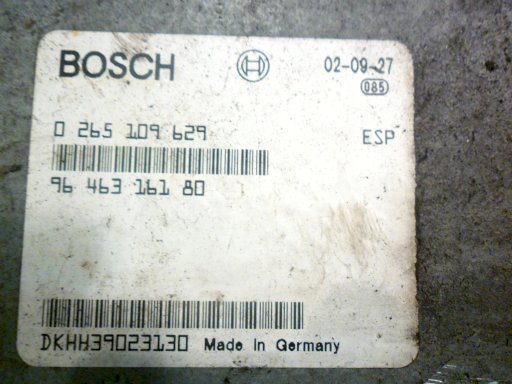 BOSCH 02-09-27
085
0 265 109 629 ESP
96 463 161 80
DKHH39023130 Made In Germany